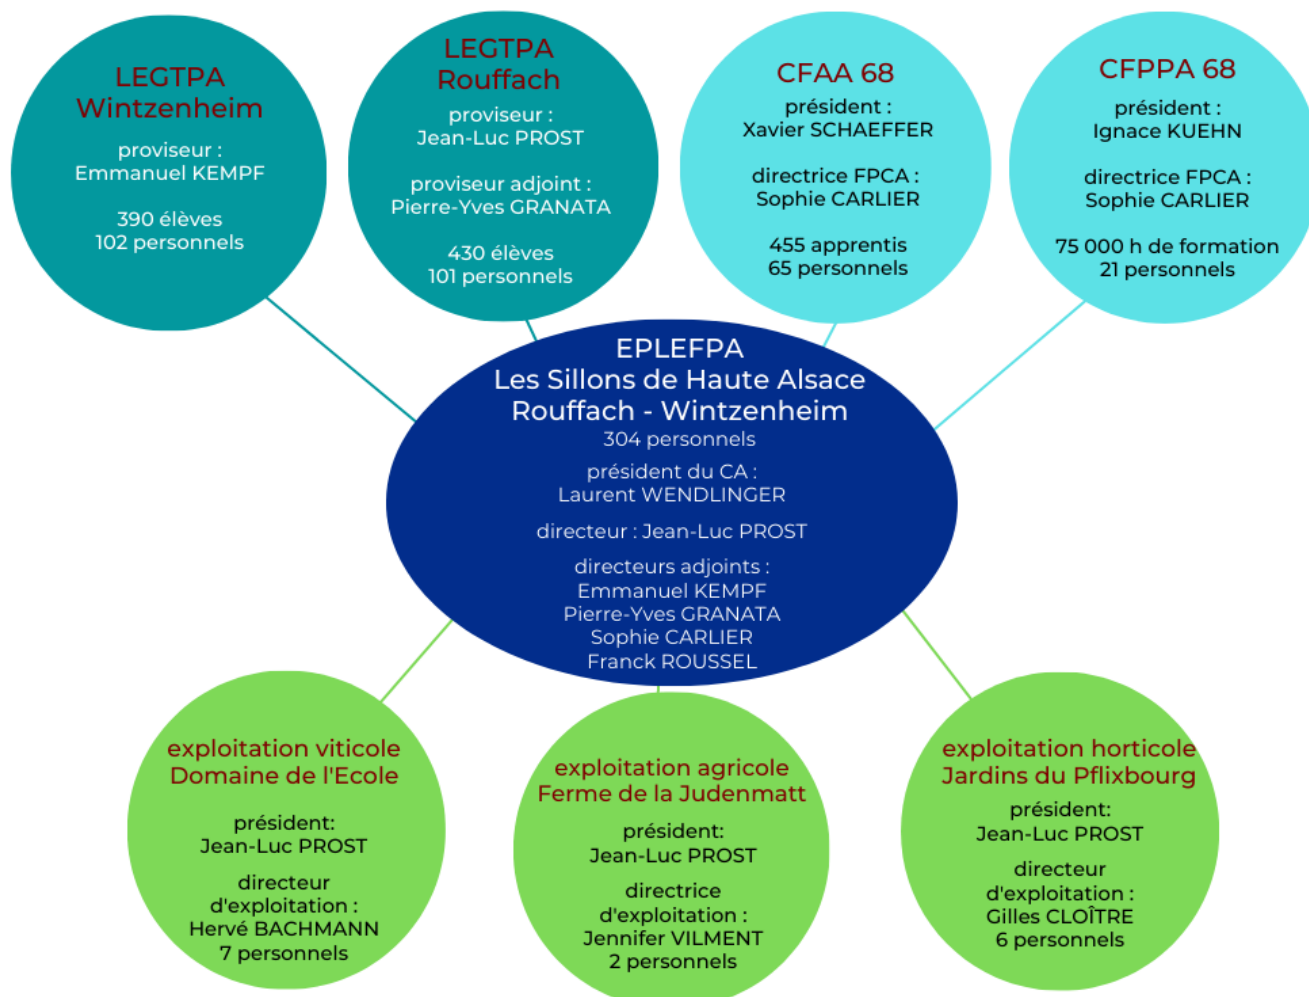 LEGTPA
Wintzenheim
proviseur :
Emmanuel KEMPF
390 élèves
102 personnels
LEGTPA
Rouffach
proviseur :
Jean-Luc PROST
proviseur adjoint :
Pierre-Yves GRANATA
430 élèves
101 personnels
CFAA 68
président :
Xavier SCHAEFFER
directrice FPCA :
Sophie CARLIER
455 apprentis
65 personnels
CFPPA 68
président :
Ignace KUEHN
directrice FPCA :
Sophie CARLIER
75 000 h de formation
21 personnels
EPLEFPA
Les Sillons de Haute Alsace
Rouffach - Wintzenheim
304 personnels
président du CA :
Laurent WENDLINGER
directeur : Jean-Luc PROST
directeurs adjoints :
Emmanuel KEMPF
Pierre-Yves GRANATA
Sophie CARLIER
Franck ROUSSEL
exploitation viticole
Domaine de l'Ecole
président:
Jean-Luc PROST
directeur
d'exploitation :
Hervé BACHMANN
7 personnels
exploitation agricole
Ferme de la Judenmatt
président:
Jean-Luc PROST
directrice
d'exploitation :
Jennifer VILMENT
2 personnels
exploitation horticole
Jardins du Pflixbourg
président:
Jean-Luc PROST
directeur
d'exploitation :
Gilles CLOÎTRE
6 personnels